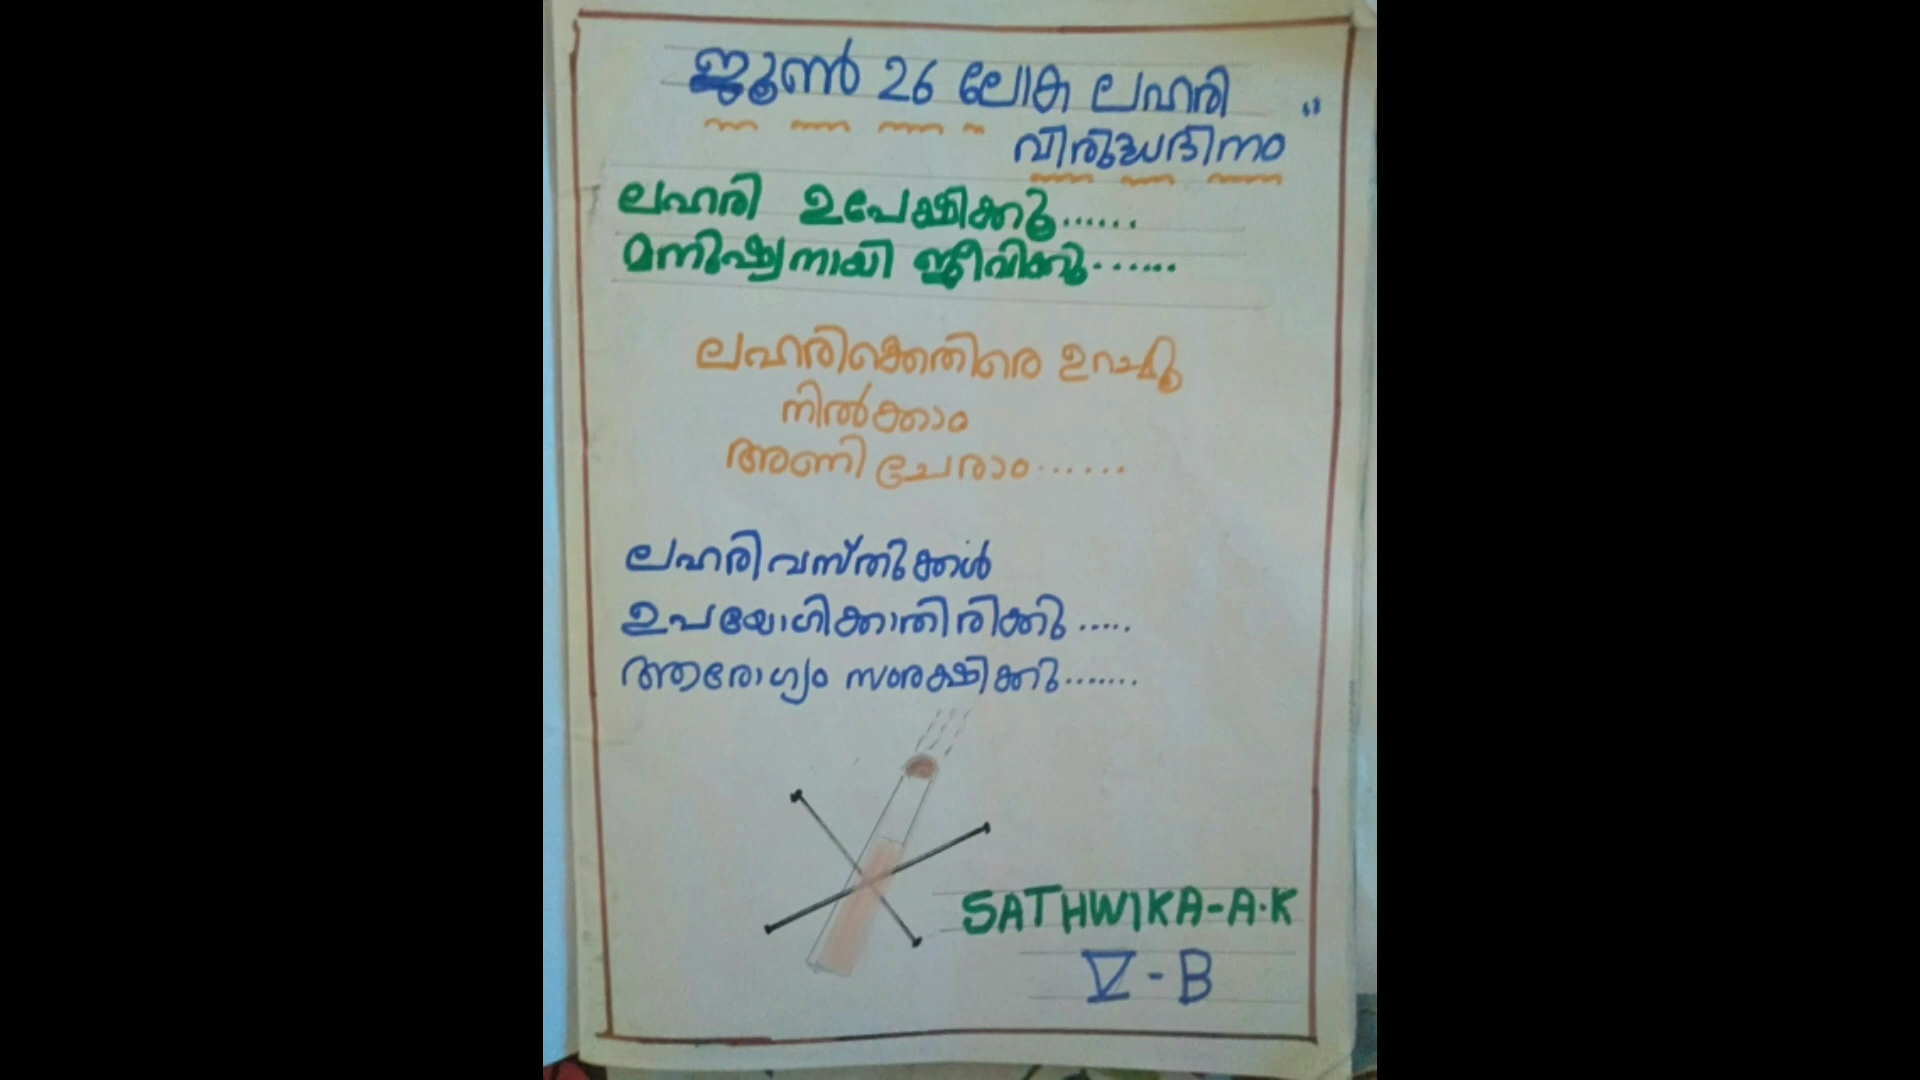 ജൂൺ 26 ലോക ലഹരി "
വിരുദ്ധദിനം
ലഹരി ഉപേക്ഷിക്കൂ......
മനുഷ്യനായി ജീവിക്കു.......
ലഹരിക്കെതിരെ ഉറച്ചു
നിൽക്കാം
അണി ചേരാം......
ലഹരിവസ്തുക്കൾ
ഉപയോഗിക്കാതിരിക്കു.....
ആരോഗ്യം സംരക്ഷിക്കു.......
SATHWIKA-A.K
V-B